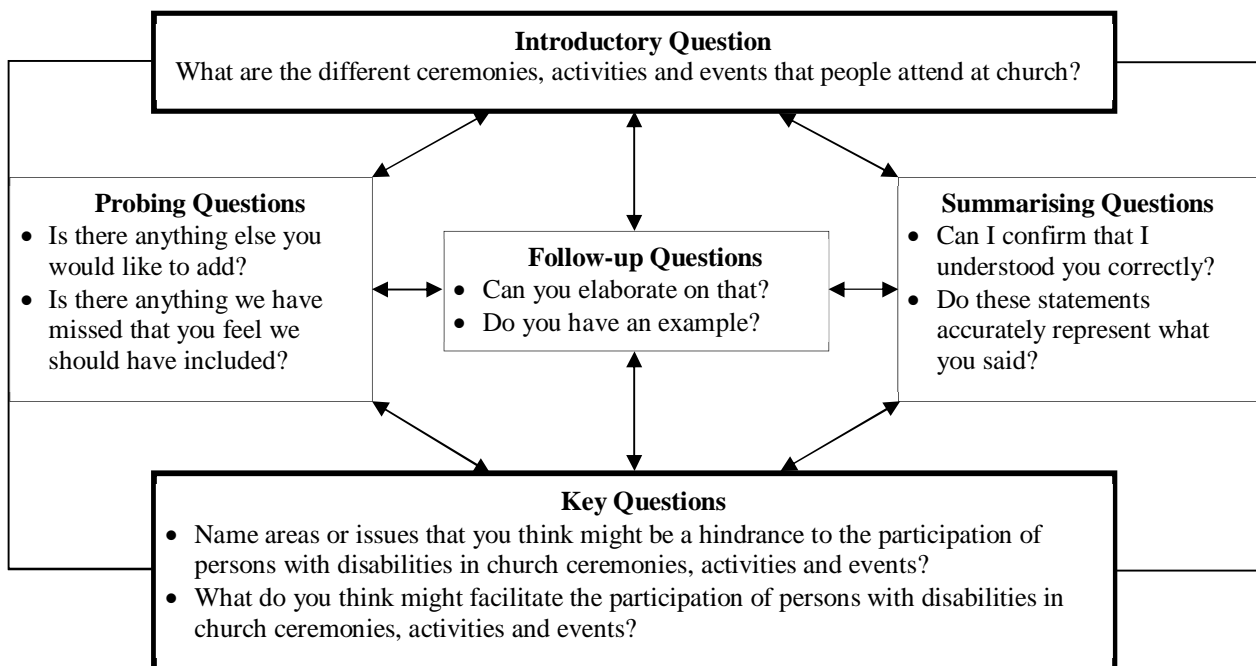 Introductory Question
What are the different ceremonies, activities and events that people attend at church?
Probing Questions
• Is there anything else you
would like to add?
• Is there anything we have
missed that you feel we
should have included?
Follow-up Questions
• Can you elaborate on that?
• Do you have an example?
Summarising Questions
• Can I confirm that I
understood you correctly?
• Do these statements
accurately represent what
you said?
Key Questions
• Name areas or issues that you think might be a hindrance to the participation of
persons with disabilities in church ceremonies, activities and events?
• What do you think might facilitate the participation of persons with disabilities in
church ceremonies, activities and events?